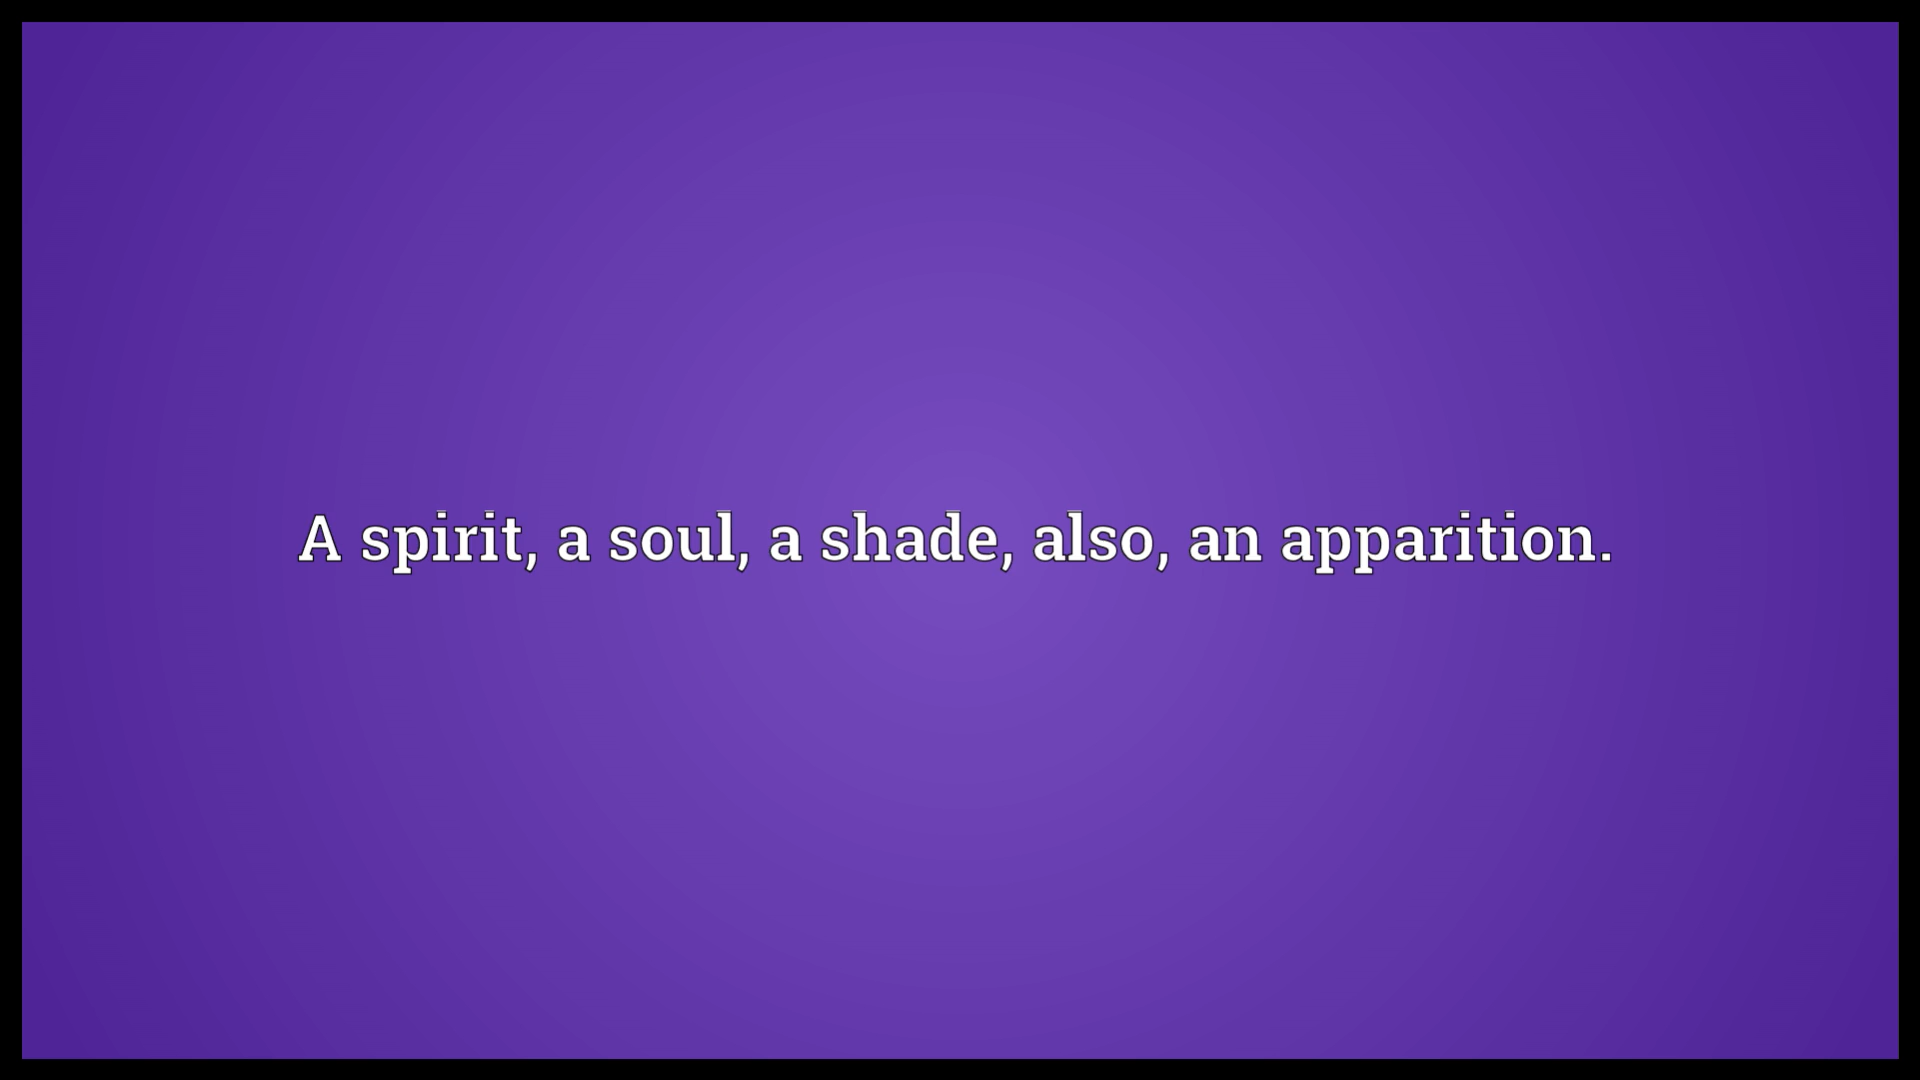 A spirit, a soul, a shade, also, an apparition.